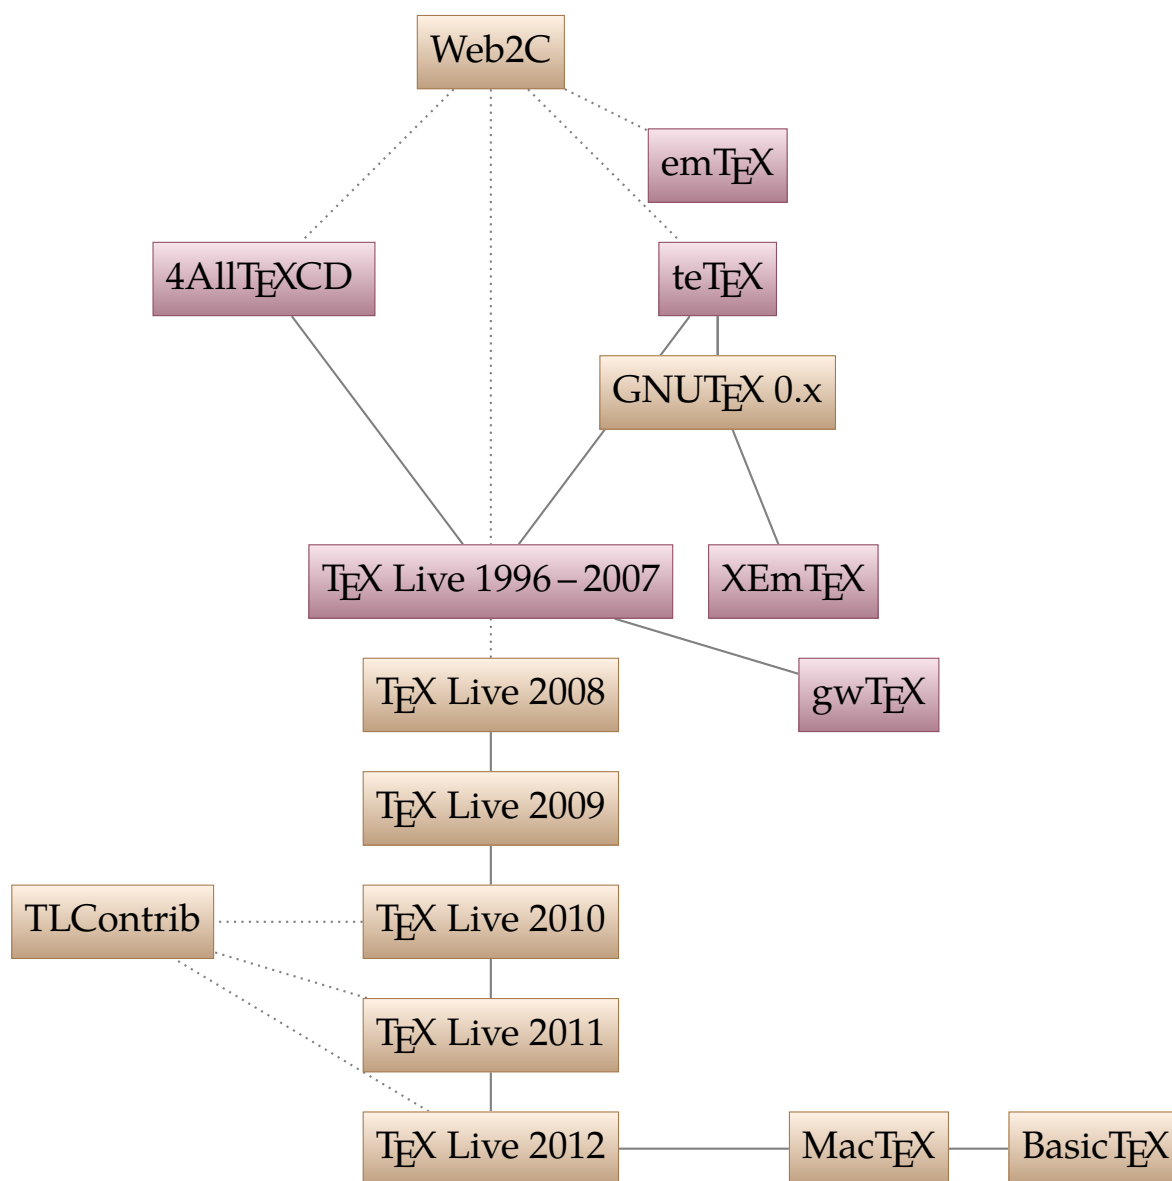 Web2C
emTEX
4AllTEXCD
teTEX
GNUTEX 0.x
TEX Live 1996 – 2007
XEmTEX
TEX Live 2008
gwTEX
TEX Live 2009
TLContrib
TEX Live 2010
TEX Live 2011
TEX Live 2012
MacTEX
BasicTEX